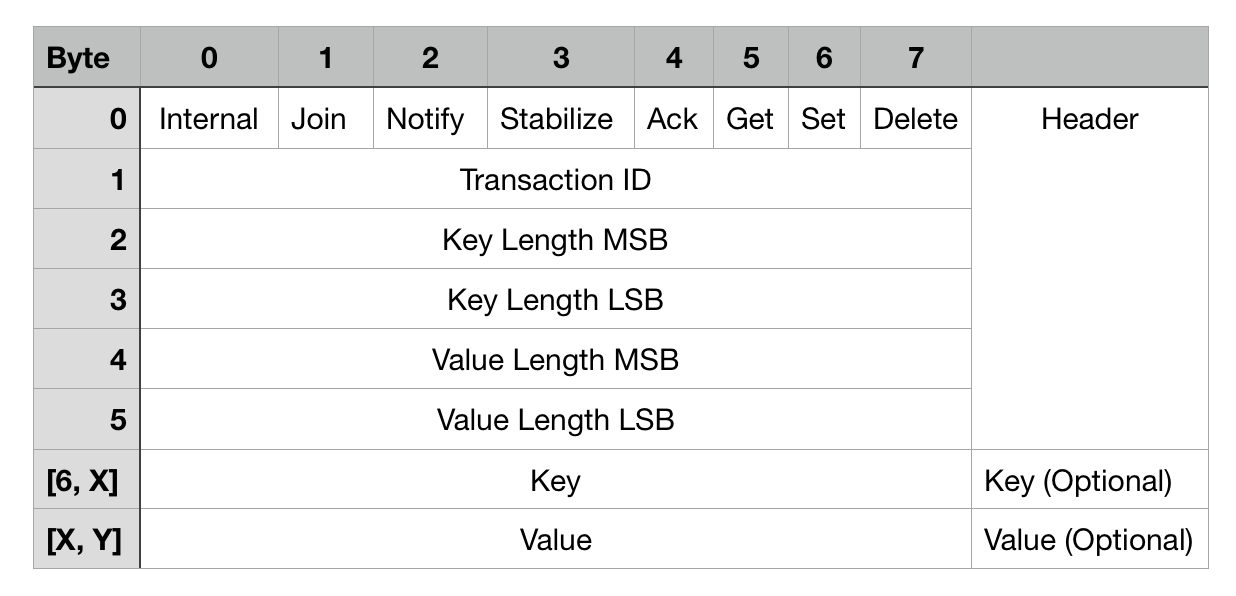 Byte 0 1 2 3 4 5 6 7
0 Internal Join Notify Stabilize Ack Get Set Delete Header
1 Transaction ID
2 Key Length MSB
3 Key Length LSB
4 Value Length MSB
5 Value Length LSB
[6, X] Key Key (Optional)
[X, Y] Value Value (Optional)